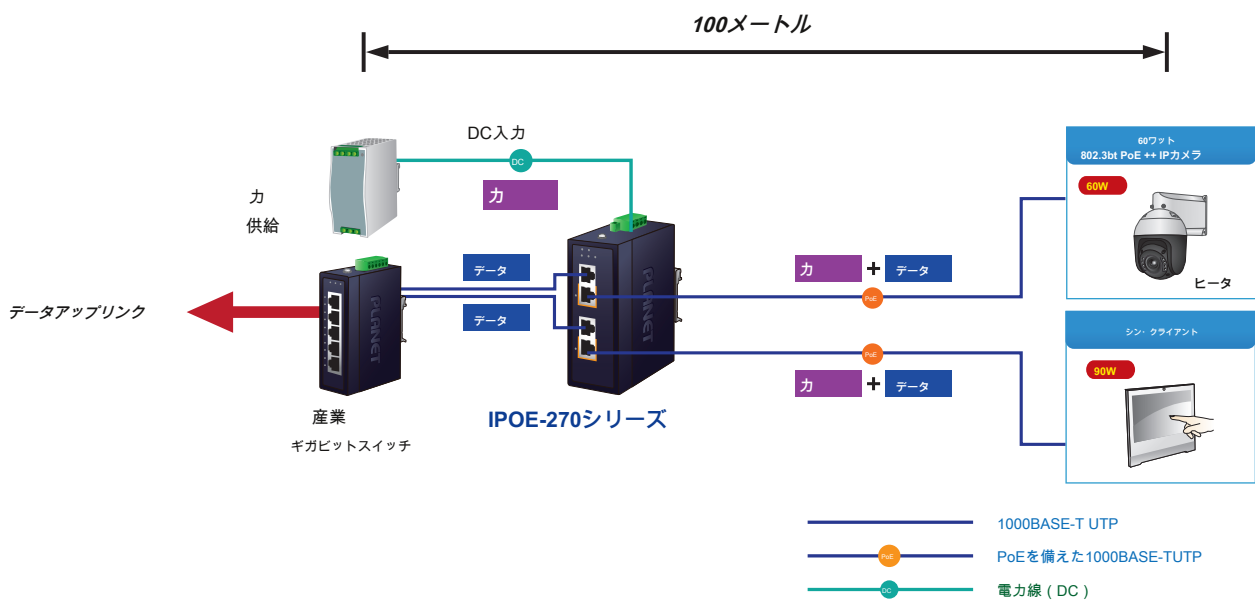 100メートル
DC入力
DC
力
力
供給
60ワット
802.3bt PoE ++ IPカメラ
60W
ヒータ
データ
データ
PLANET
PLANET
力 + データ
PoE
データアップリンク
シン・クライアント
90W
PoE
力 + データ
産業
ギガビットスイッチ
IPOE-270シリーズ
1000BASE-T UTP
PoE
PoEを備えた1000BASE-TUTP
DC
電力線（DC）